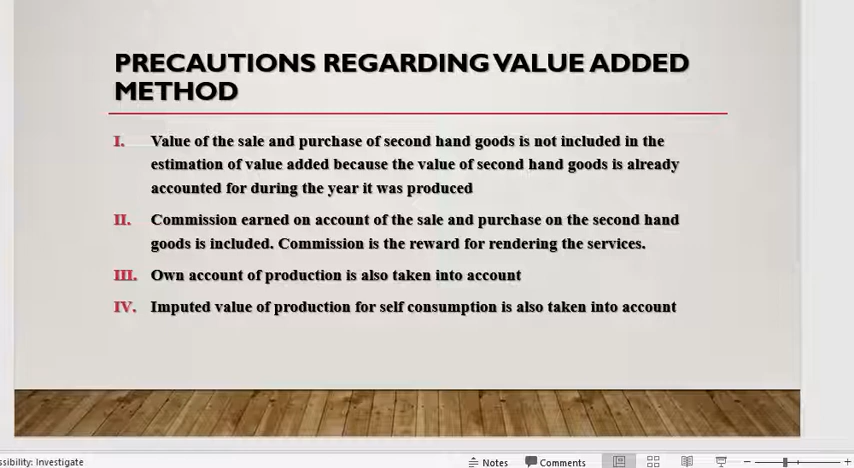 PRECAUTIONS REGARDING VALUE ADDED
METHOD
I. Value of the sale and purchase of second hand goods is not included in the
estimation of value added because the value of second hand goods is already
accounted for during the year it was produced
II. Commission earned on account of the sale and purchase on the second hand
goods is included. Commission is the reward for rendering the services.
III. Own account of production is also taken into account
IV. Imputed value of production for self consumption is also taken into account
ssibility: Investigate Notes Comments